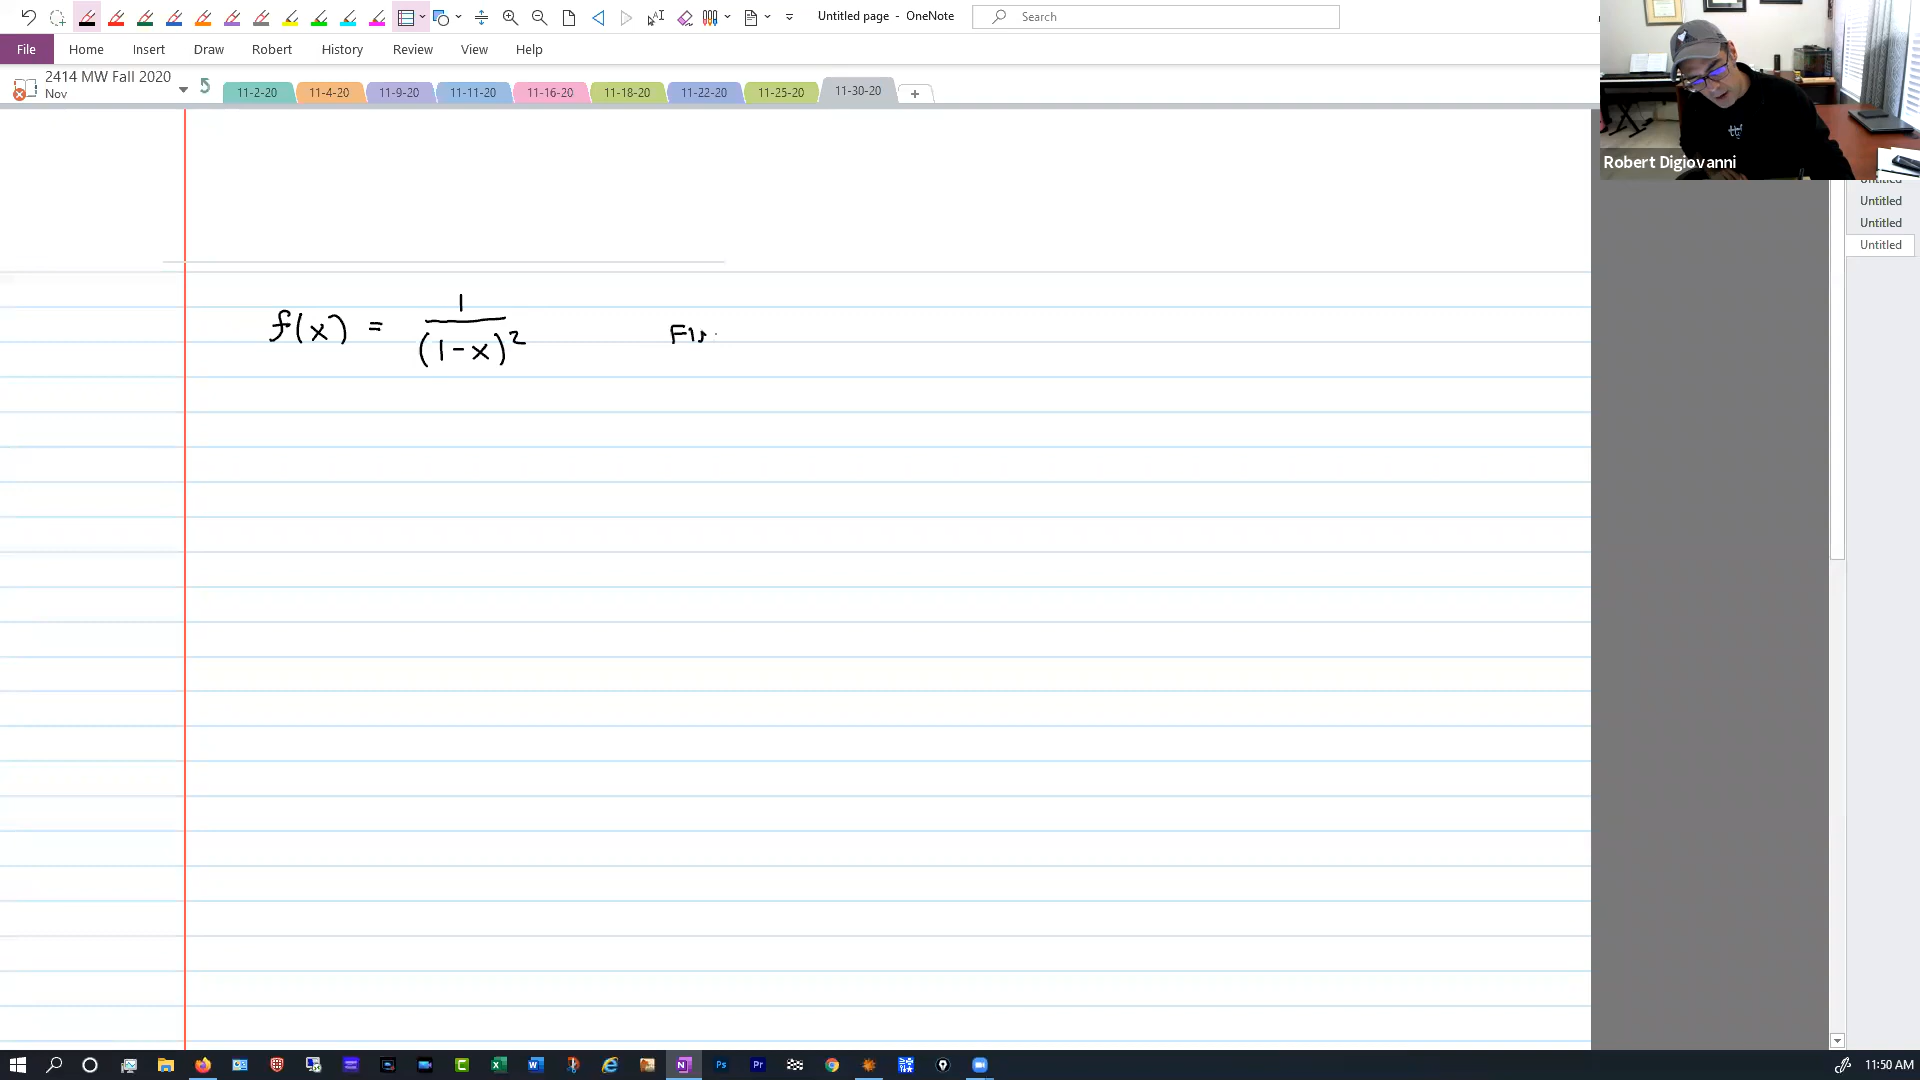 Untitled page - OneNote
Search
File Home Insert Draw Robert History Review View Help
2414 MW Fall 2020
Nov
11-2-20 11-4-20 11-9-20 11-11-20 11-16-20 11-18-20 11-22-20 11-25-20 11-30-20
Robert Digiovanni
Untitled
Untitled
Untitled
Untitled
f(x) = 1/(1-x)²
11:50 AM